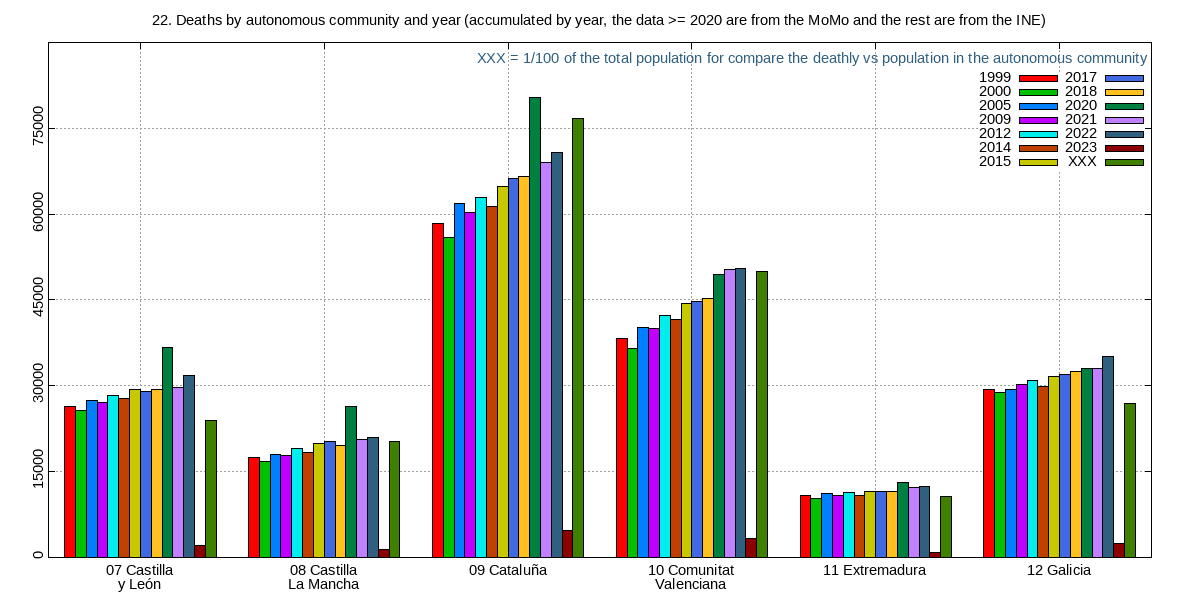 22. Deaths by autonomous community and year (accumulated by year, the data >= 2020 are from the MoMo and the rest are from the INE)
XXX = 1/100 of the total population for compare the deathly vs population in the autonomous community
1999 2017
2000 2018
2005 2020
2009 2021
2012 2022
2014 2023
2015 XXX
75000
60000
45000
30000
15000
0
07 Castilla 08 Castilla 09 Cataluña 10 Comunitat 11 Extremadura 12 Galicia
y León La Mancha Valenciana